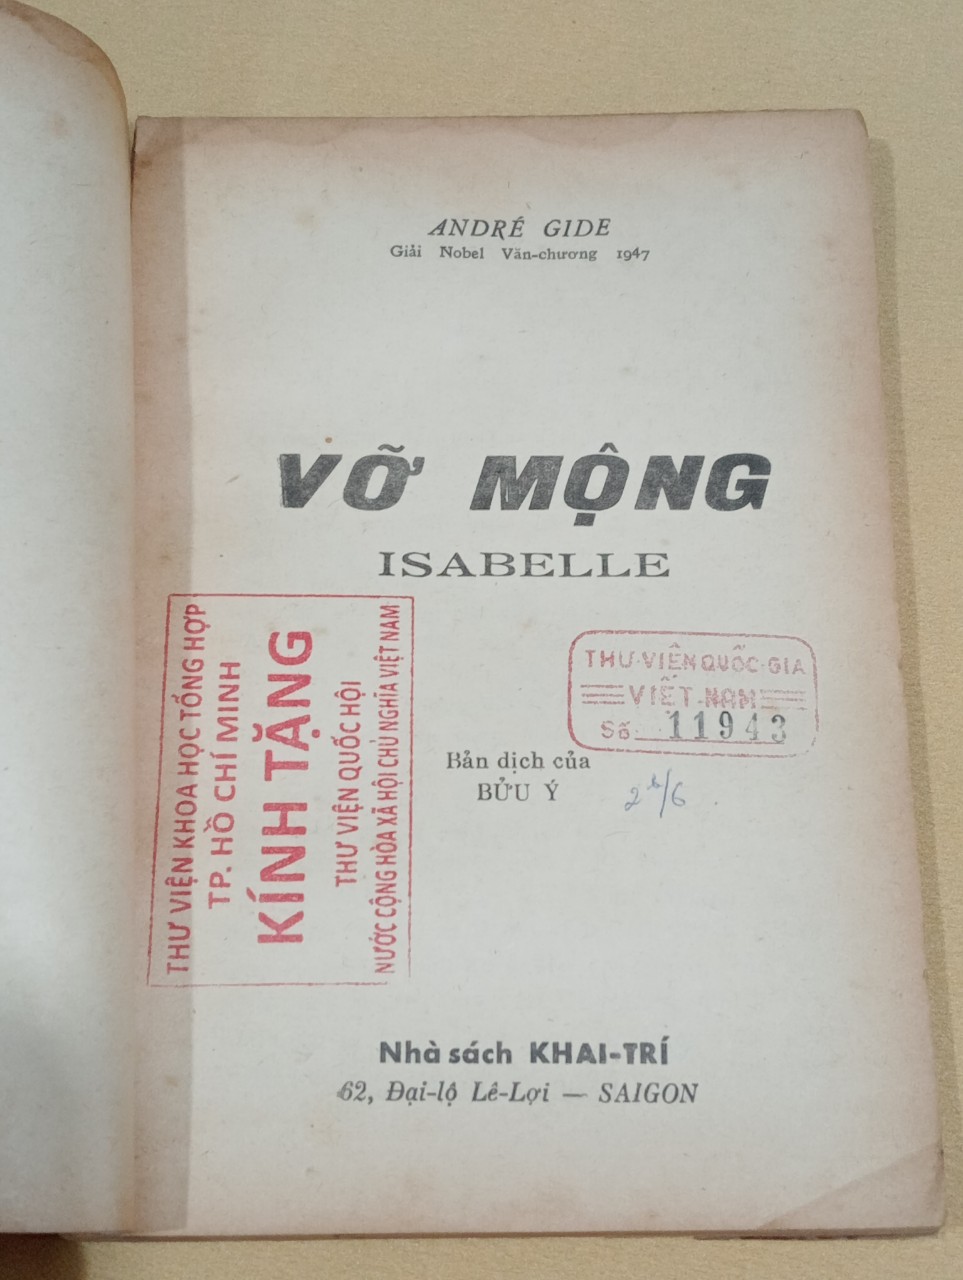 ANDRÉ GIDE
Giải Nobel Văn-chương 1947
VỠ MỘNG
ISABELLE
THƯ VIỆN KHOA HỌC TỔNG HỢP
TP. HỒ CHÍ MINH
KÍNH TẶNG
THƯ VIỆN QUỐC HỘI
NƯỚC CỘNG HÒA XÃ HỘI CHỦ NGHĨA VIỆT NAM
THƯ-VIỆN QUỐC-GIA
VIỆT-NAM
Số 11943
Bản dịch của
BỬU Ý
Nhà sách KHAI-TRÍ
62, Đại-lộ Lê-Lợi — SAIGON